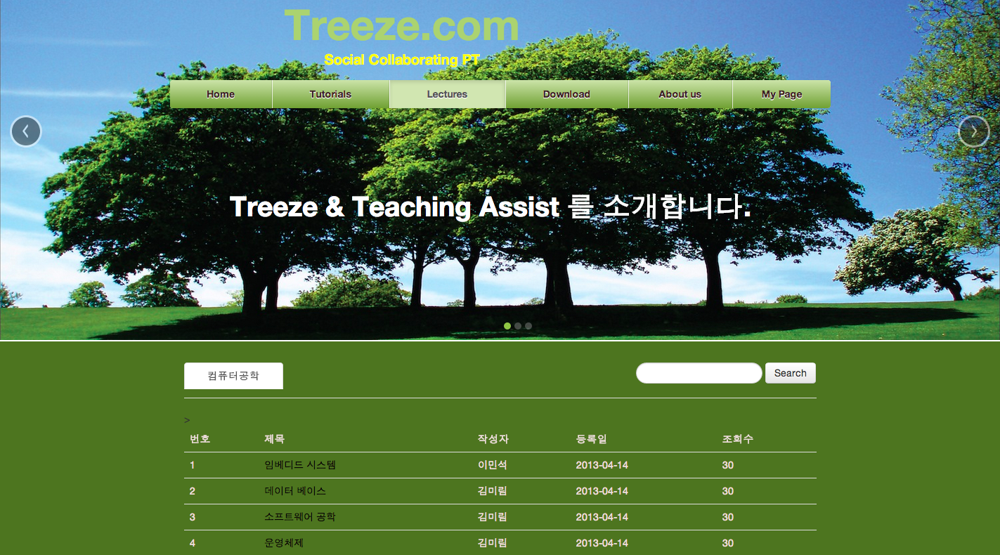 Treeze.com
Social Collaborating PT
Home Tutorials Lectures Download About us My Page
Treeze & Teaching Assist 를 소개합니다.
컴퓨터공학 Search
>
번호 제목 작성자 등록일 조회수
1 임베디드 시스템 이민석 2013-04-14 30
2 데이터 베이스 김미림 2013-04-14 30
3 소프트웨어 공학 김미림 2013-04-14 30
4 운영체제 김미림 2013-04-14 30